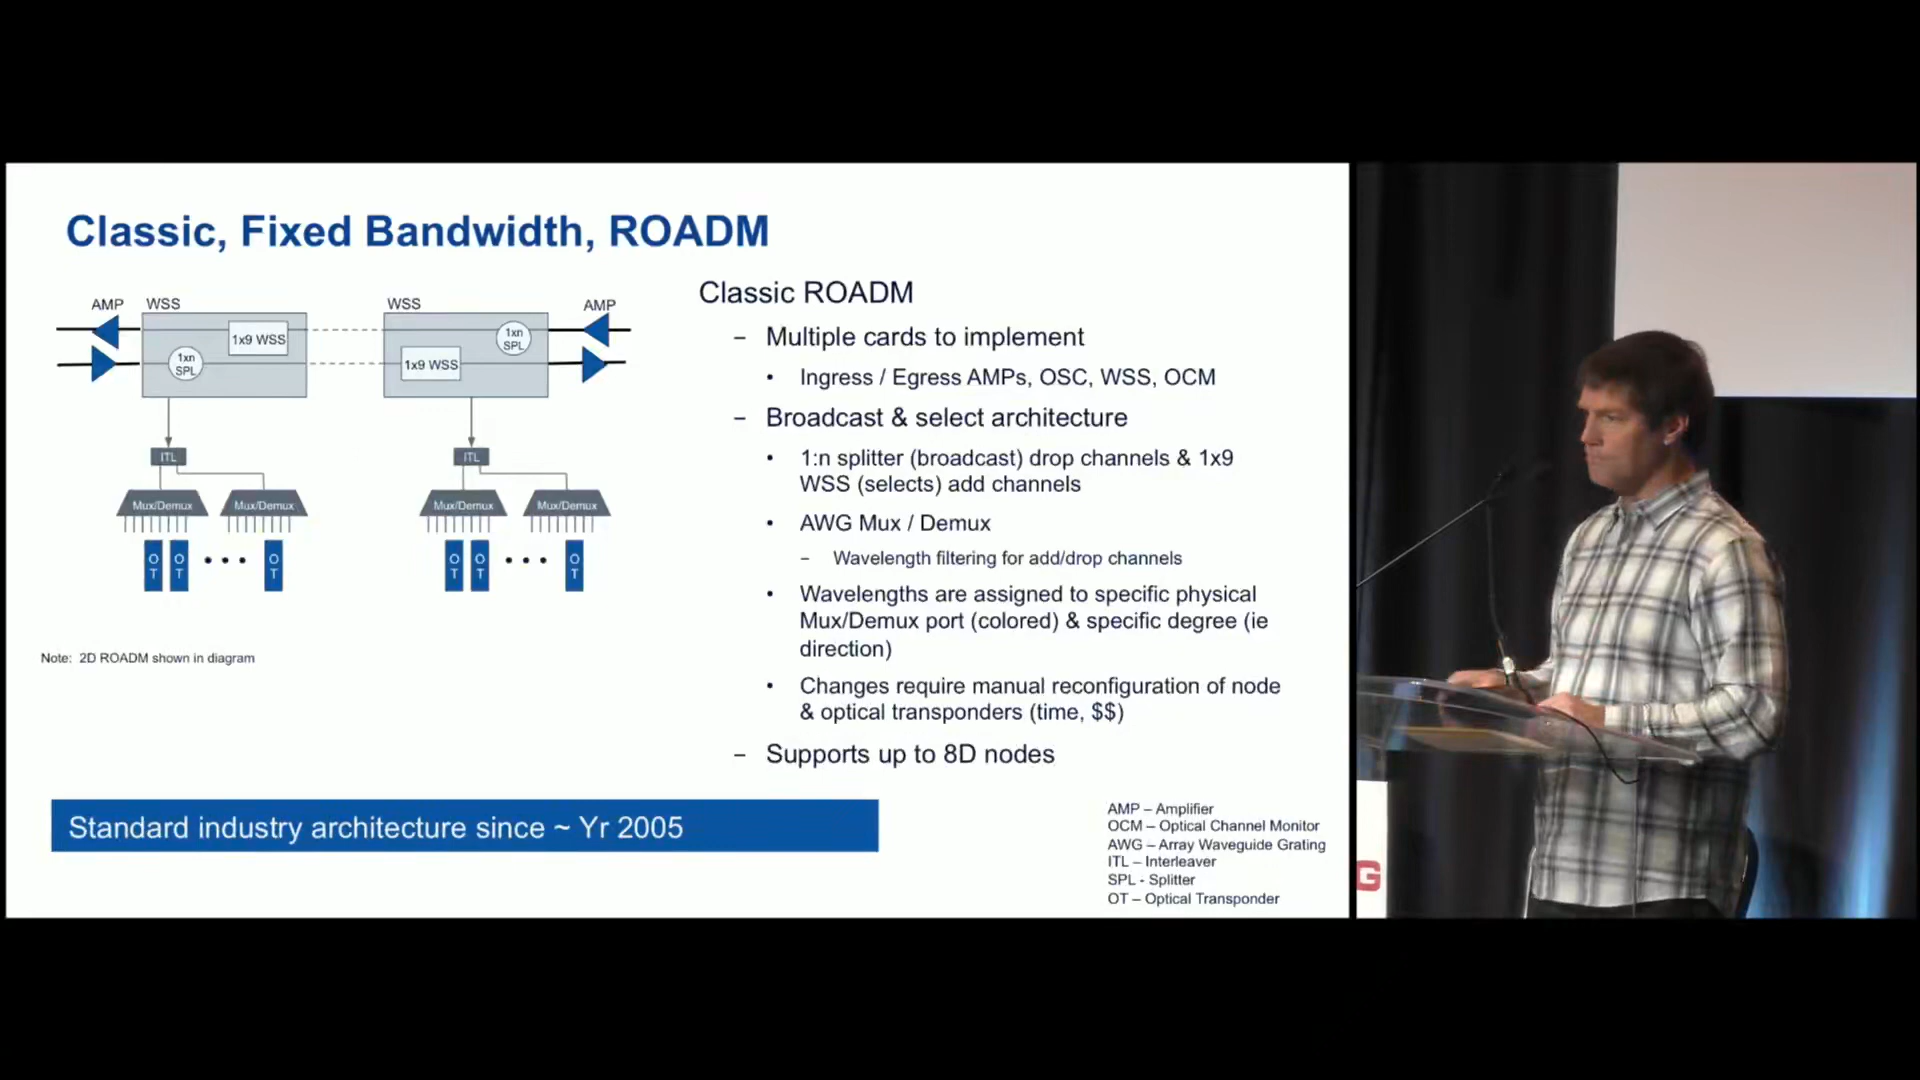 Classic, Fixed Bandwidth, ROADM
AMP
WSS
WSS
AMP
1x9 WSS
1xn
SPL
1xn
SPL
1x9 WSS
ITL
ITL
Mux/Demux
Mux/Demux
Mux/Demux
Mux/Demux
O
T
O
T
O
T
O
T
O
T
O
T
Note: 2D ROADM shown in diagram
Classic ROADM
– Multiple cards to implement
• Ingress / Egress AMPs, OSC, WSS, OCM
– Broadcast & select architecture
• 1:n splitter (broadcast) drop channels & 1x9
WSS (selects) add channels
• AWG Mux / Demux
– Wavelength filtering for add/drop channels
• Wavelengths are assigned to specific physical
Mux/Demux port (colored) & specific degree (ie
direction)
• Changes require manual reconfiguration of node
& optical transponders (time, $$)
– Supports up to 8D nodes
Standard industry architecture since ~ Yr 2005
AMP – Amplifier
OCM – Optical Channel Monitor
AWG – Array Waveguide Grating
ITL – Interleaver
SPL - Splitter
OT – Optical Transponder
G